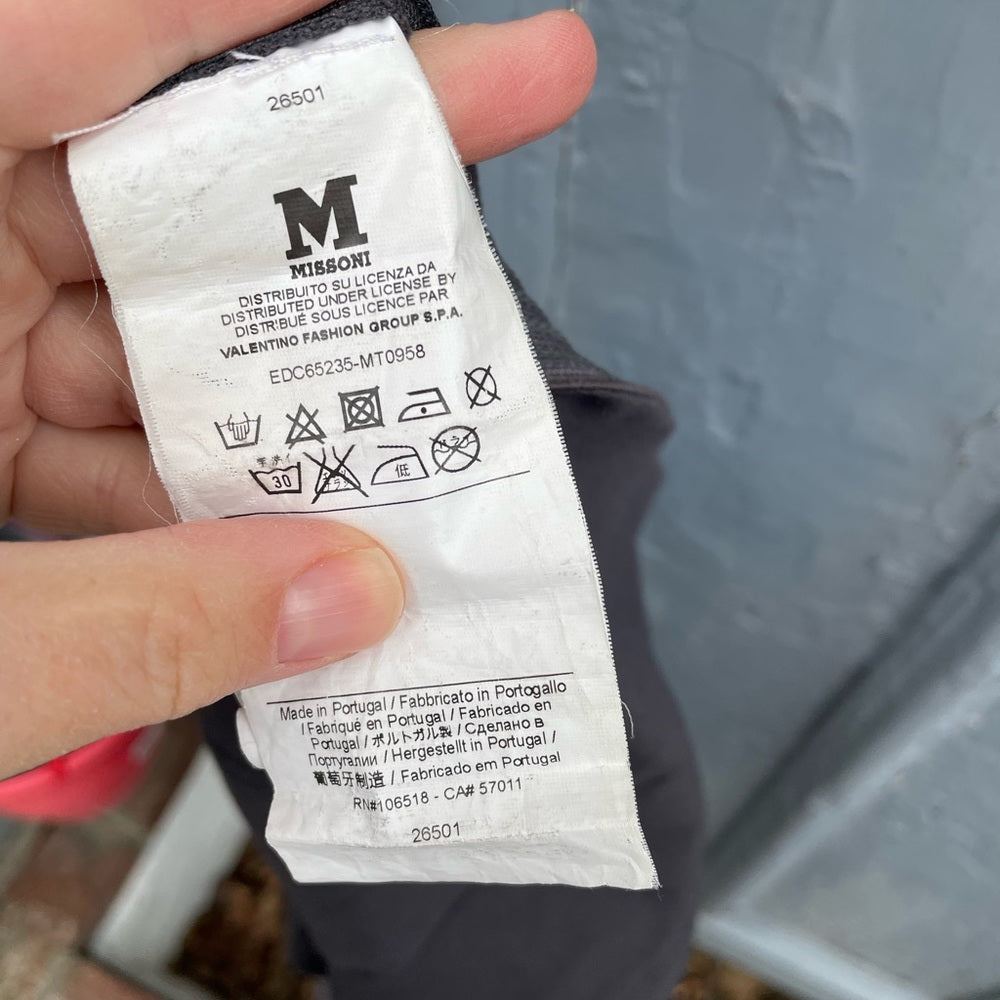 26501
M
MISSONI
DISTRIBUITO SU LICENZA DA
DISTRIBUTED UNDER LICENSE BY
DISTRIBUÉ SOUS LICENCE PAR
VALENTINO FASHION GROUP S.P.A.
EDC65235-MT0958
手洗イ
30
低
Made in Portugal / Fabbricato in Portogallo
/ Fabriqué en Portugal / Fabricado en
Portugal / ポルトガル製 / Сделано в
Португалии / Hergestellt in Portugal /
葡萄牙制造 / Fabricado em Portugal
RN#106518 - CA# 57011
26501